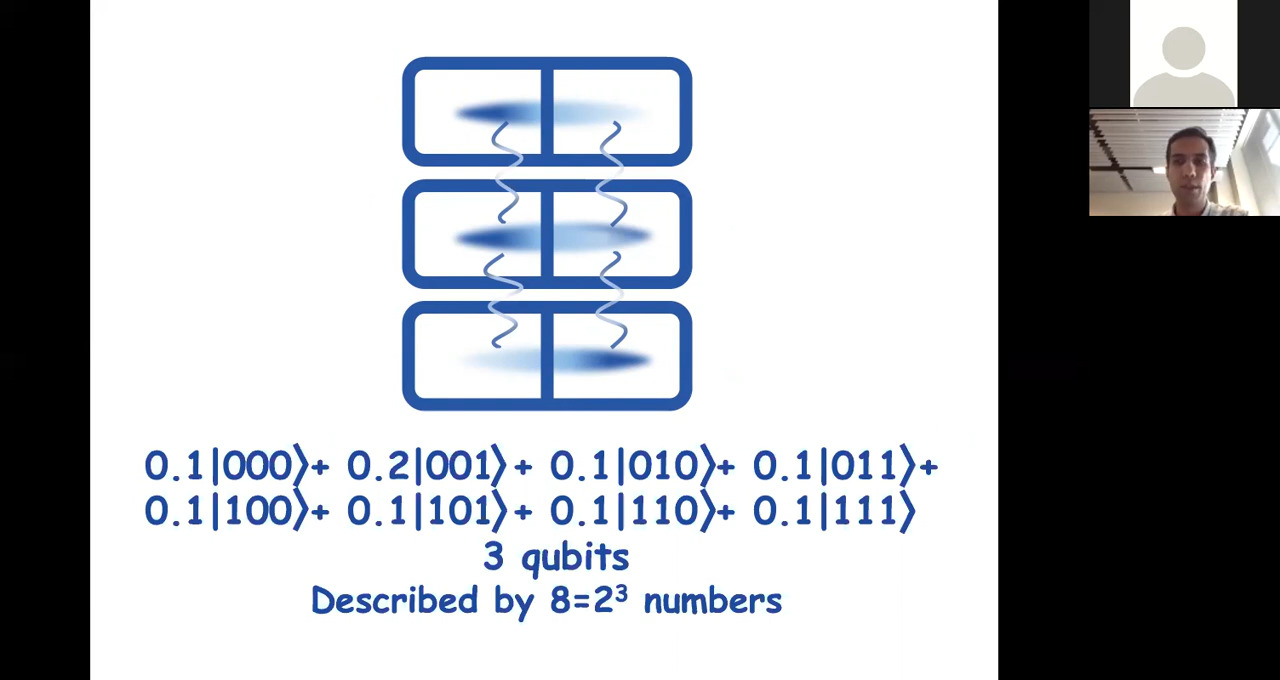 0.1|000⟩+ 0.2|001⟩+ 0.1|010⟩+ 0.1|011⟩+
0.1|100⟩+ 0.1|101⟩+ 0.1|110⟩+ 0.1|111⟩
3 qubits
Described by 8=2³ numbers